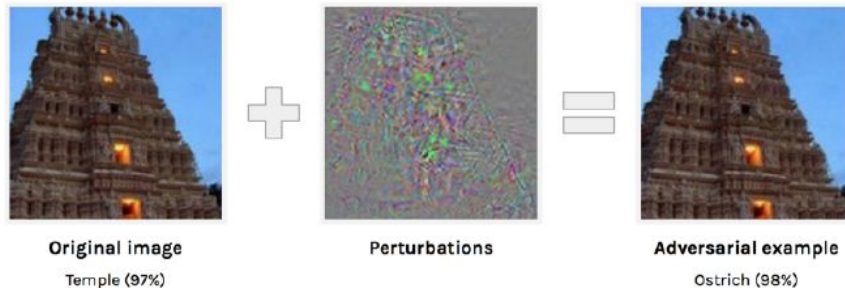 Original image
Perturbations
Adversarial example
Temple (97%)
Ostrich (98%)